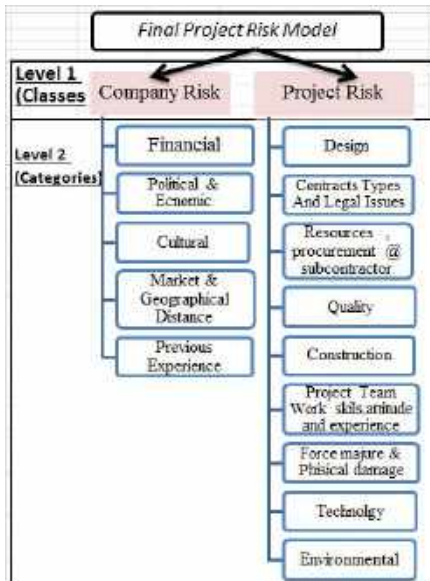 Final Project Risk Model
Level 1
(Classes
Company Risk
Project Risk
Level 2
(Categories)
Financial
Political &
Ecnomic
Cultural
Market &
Geographical
Distance
Previous
Experience
Design
Contracts Types
And Legal Issues
Resources ,
procurement @
subcontractor
Quality
Construction
Project Team
Work skils,attitude
and experience
Force majure &
Phisical damage
Technolgy
Environmental